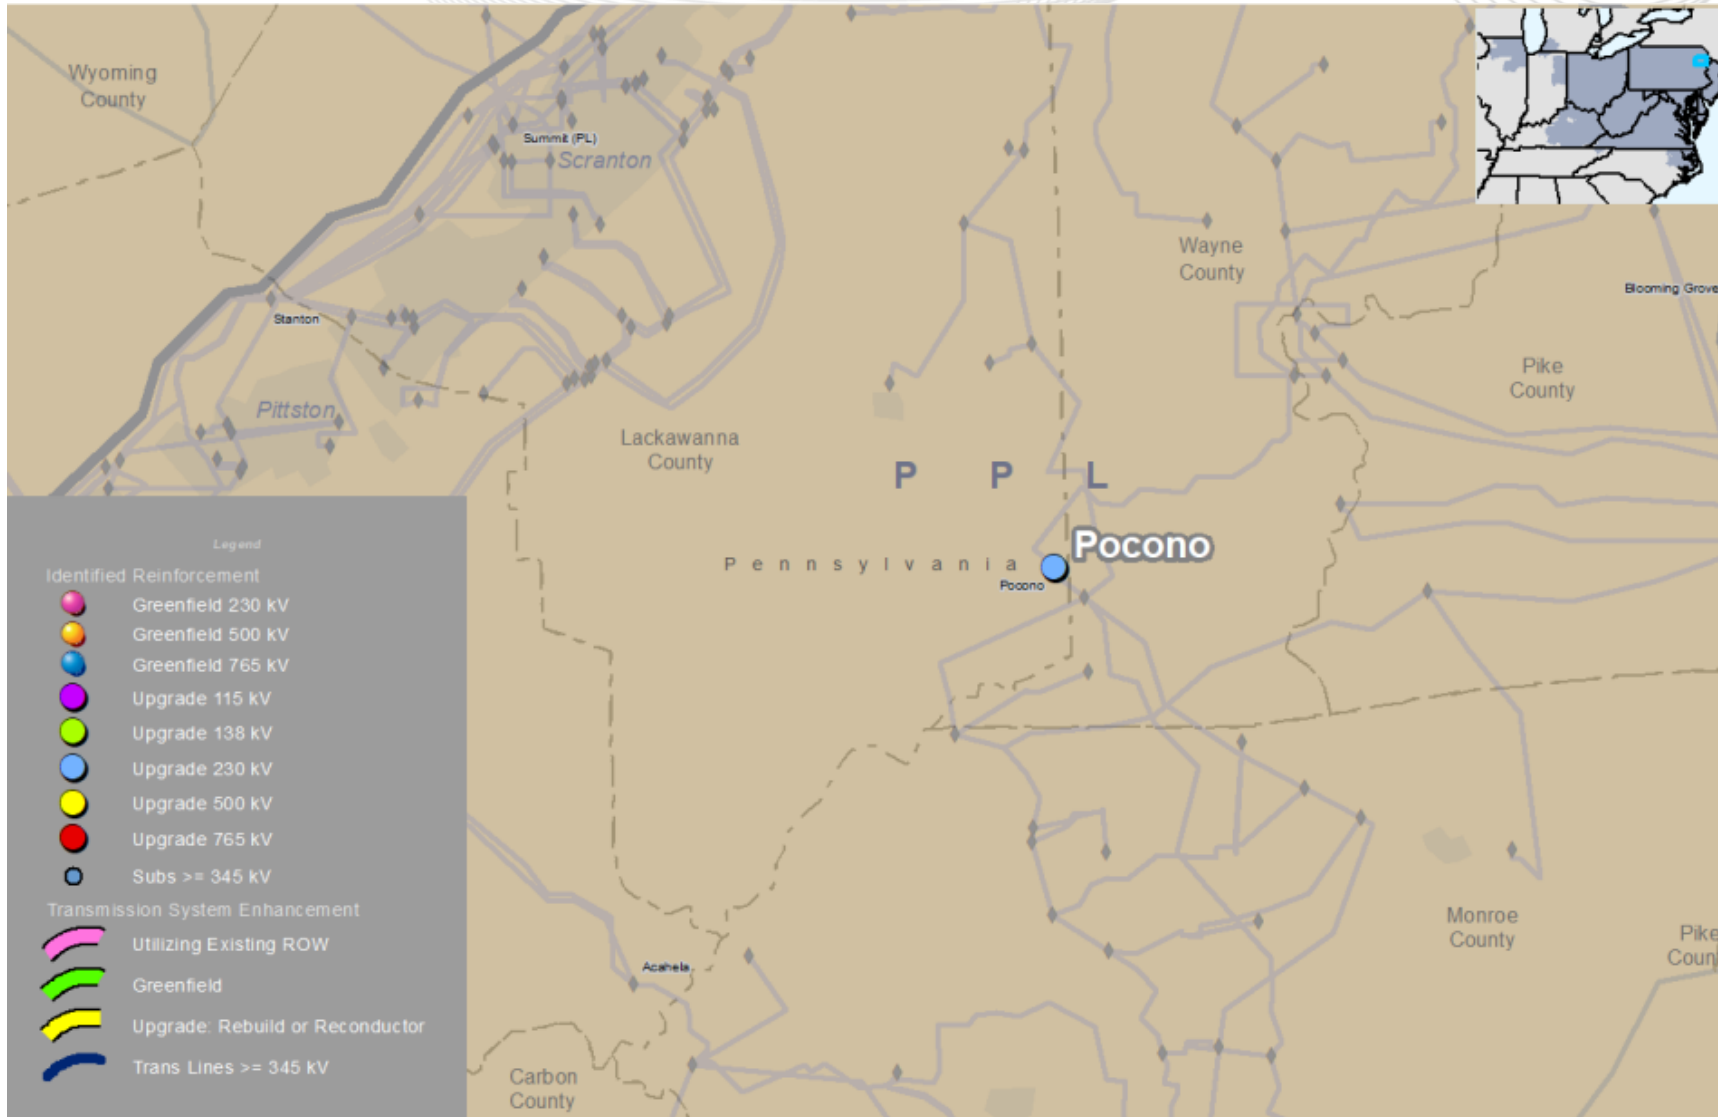 Wyoming
County
Summit (PL)
Scranton
Wayne
County
Blooming Grove
Stanton
Pike
County
Pittston
Lackawanna
County
P P L
Pocono
Pennsylvania
Pocono
Legend
Identified Reinforcement
Greenfield 230 kV
Greenfield 500 kV
Greenfield 765 kV
Upgrade 115 kV
Upgrade 138 kV
Upgrade 230 kV
Upgrade 500 kV
Upgrade 765 kV
Subs >= 345 kV
Transmission System Enhancement
Utilizing Existing ROW
Greenfield
Upgrade: Rebuild or Reconductor
Trans Lines >= 345 kV
Monroe
County
Pike
Coun
Acahela
Carbon
County